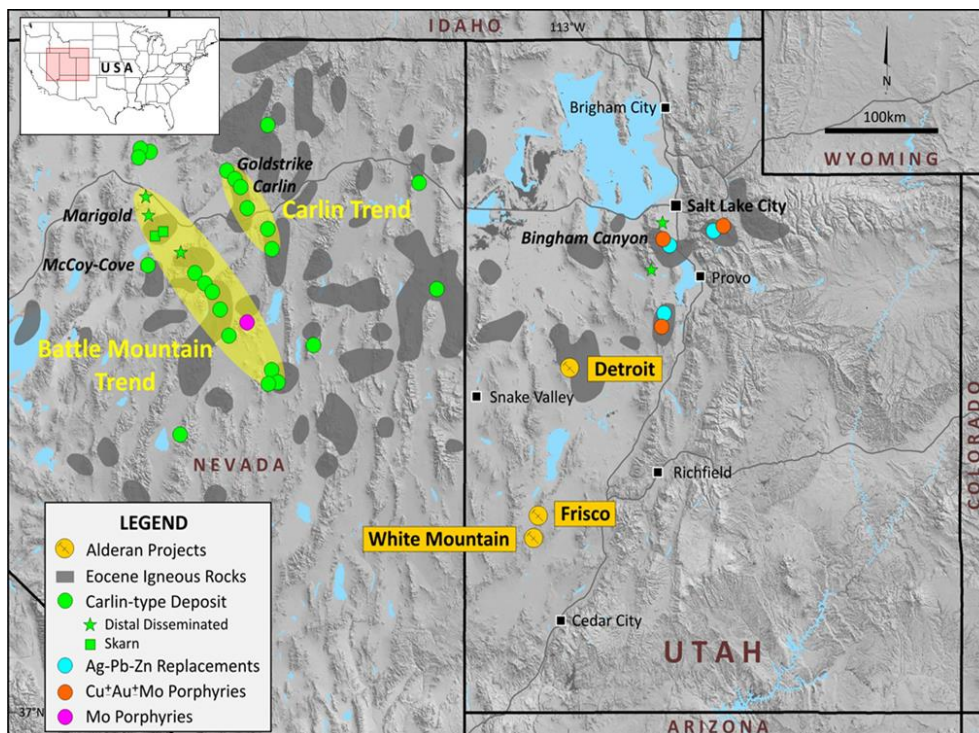 IDAHO
113°W
USA
N
100km
WYOMING
Brigham City
Goldstrike
Carlin
Carlin Trend
Marigold
Salt Lake City
Bingham Canyon
McCoy-Cove
Provo
Battle Mountain
Trend
Detroit
Snake Valley
COLORADO
NEVADA
Richfield
Frisco
White Mountain
Cedar City
UTAH
37°N
ARIZONA
LEGEND
Alderan Projects
Eocene Igneous Rocks
Carlin-type Deposit
Distal Disseminated
Skarn
Ag-Pb-Zn Replacements
Cu⁺Au⁺Mo Porphyries
Mo Porphyries